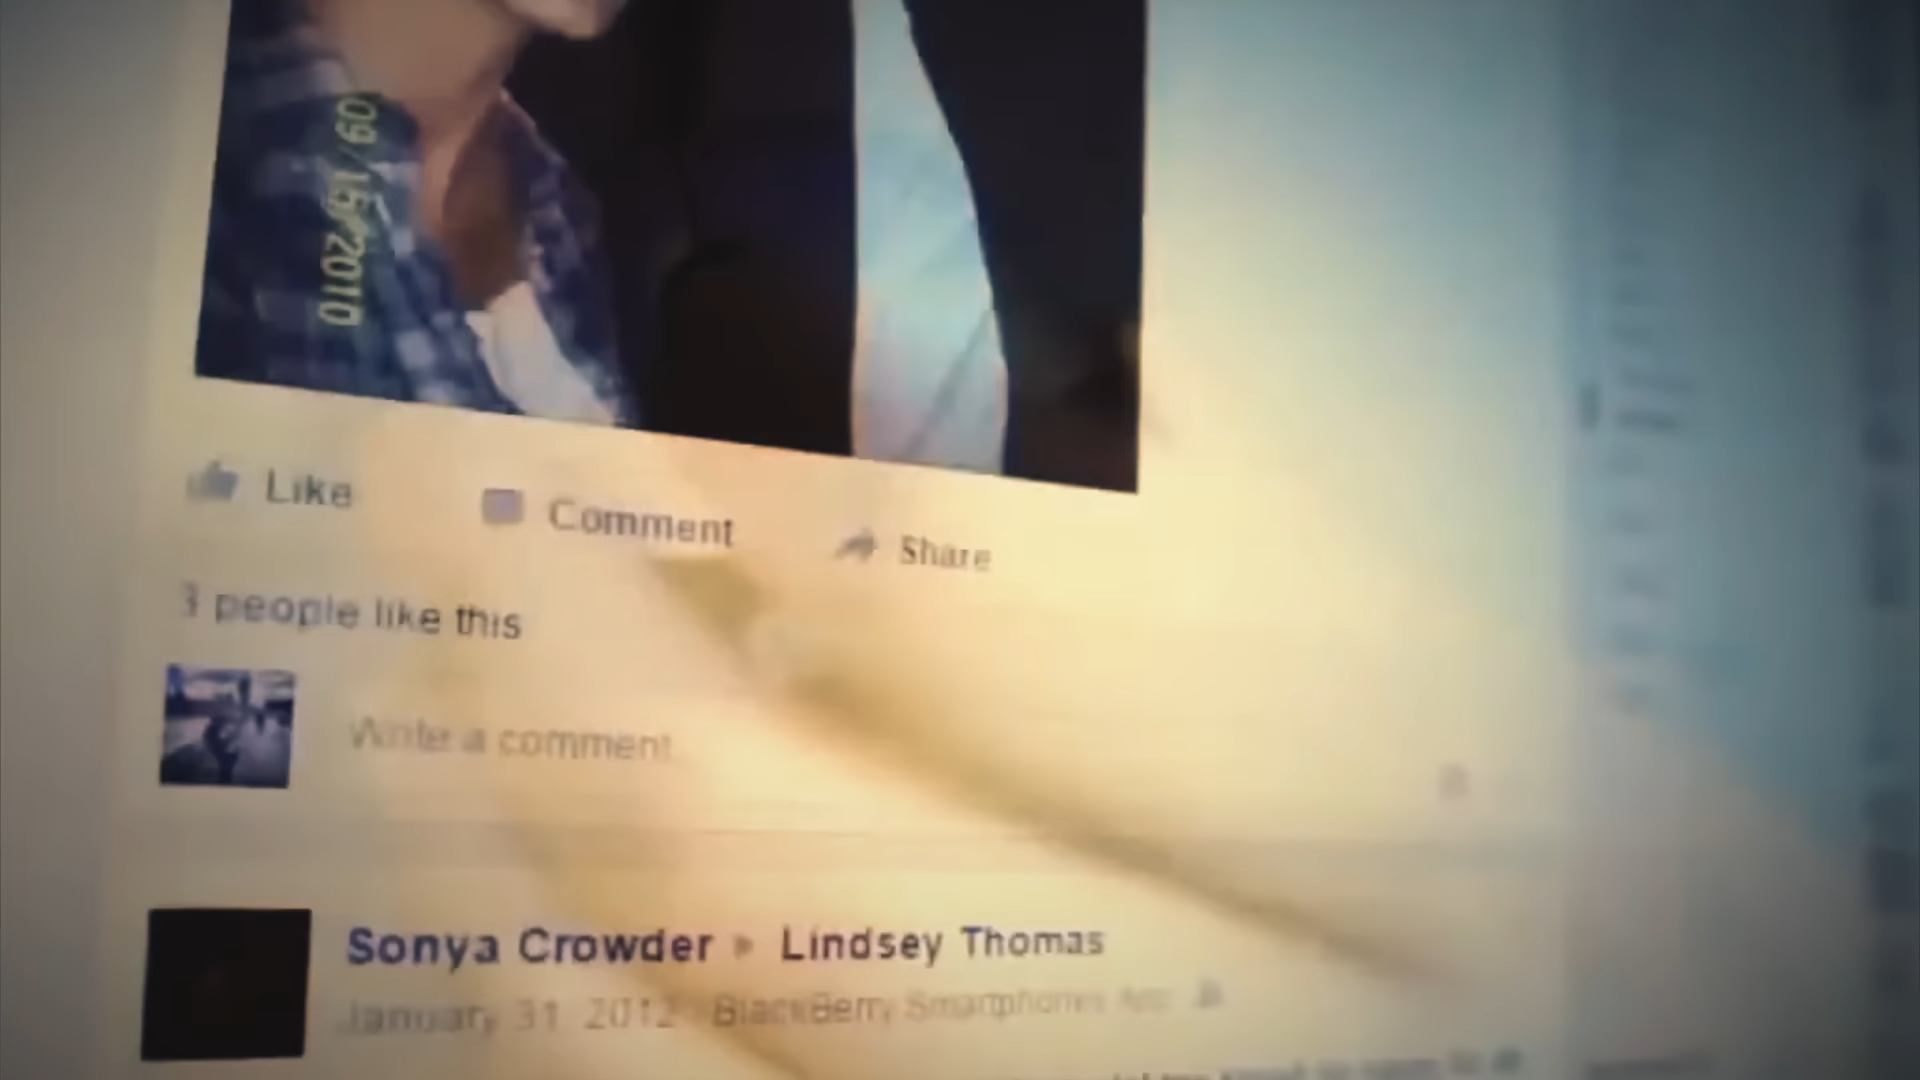 09/15/2010
Like Comment Share
3 people like this
Write a comment
Sonya Crowder ▸ Lindsey Thomas
January 31, 2012 · BlackBerry Smartphones App